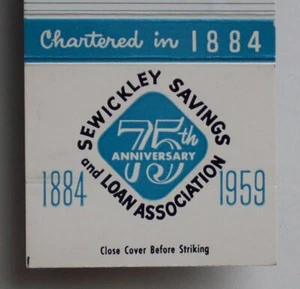 Chartered in 1884
SEWICKLEY SAVINGS
75th
ANNIVERSARY
and LOAN ASSOCIATION
1884 1959
Close Cover Before Striking